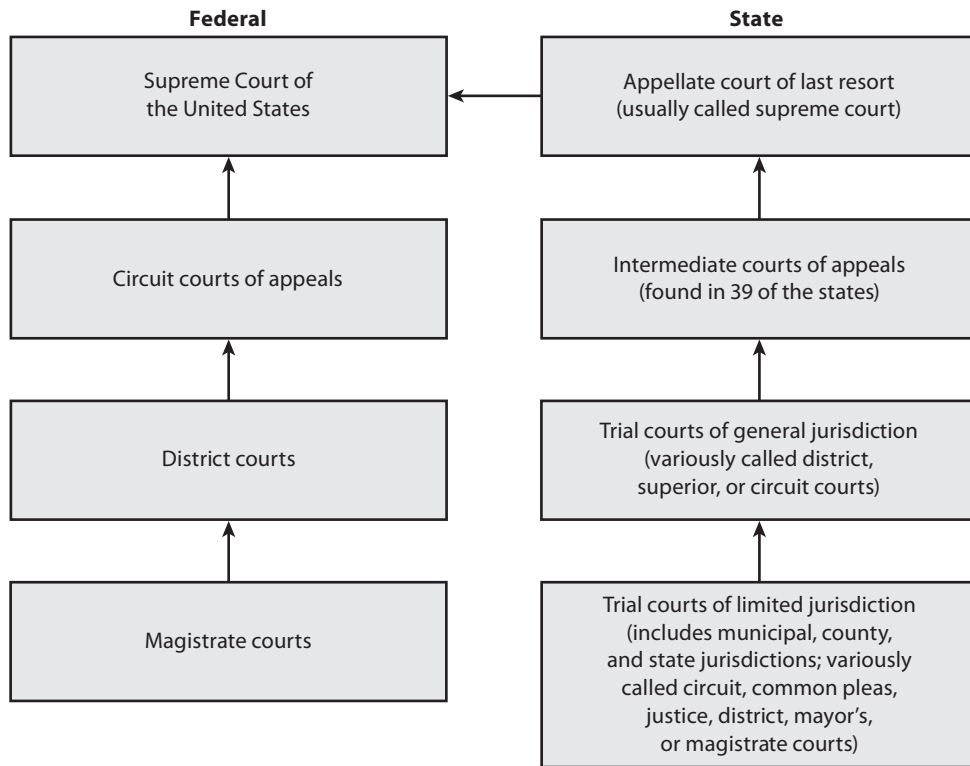 Federal
State
Supreme Court of
the United States
Appellate court of last resort
(usually called supreme court)
Circuit courts of appeals
Intermediate courts of appeals
(found in 39 of the states)
District courts
Trial courts of general jurisdiction
(variously called district,
superior, or circuit courts)
Magistrate courts
Trial courts of limited jurisdiction
(includes municipal, county,
and state jurisdictions; variously
called circuit, common pleas,
justice, district, mayor's,
or magistrate courts)